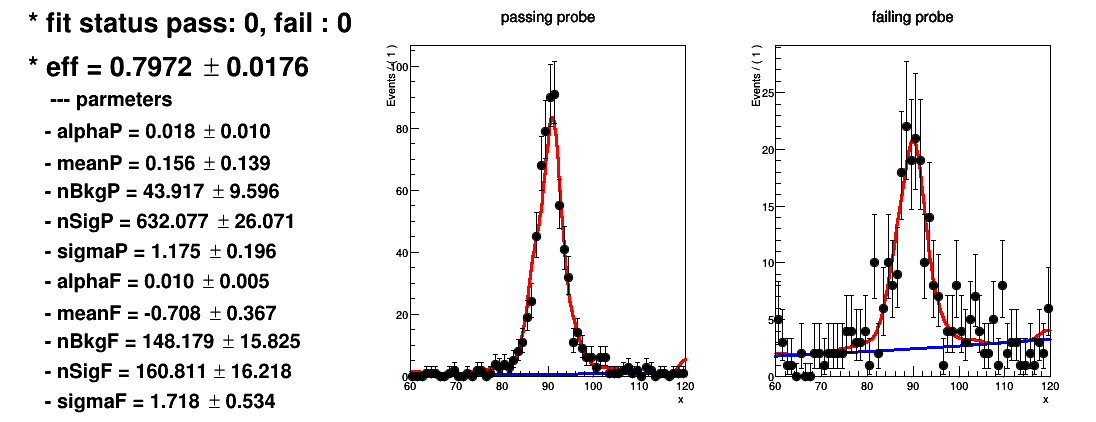 * fit status pass: 0, fail : 0
* eff = 0.7972 ± 0.0176
--- parmeters
- alphaP = 0.018 ± 0.010
- meanP = 0.156 ± 0.139
- nBkgP = 43.917 ± 9.596
- nSigP = 632.077 ± 26.071
- sigmaP = 1.175 ± 0.196
- alphaF = 0.010 ± 0.005
- meanF = -0.708 ± 0.367
- nBkgF = 148.179 ± 15.825
- nSigF = 160.811 ± 16.218
- sigmaF = 1.718 ± 0.534
passing probe
Events / ( 1 )
100
80
60
40
20
0
60 70 80 90 100 110 120
x
failing probe
Events / ( 1 )
25
20
15
10
5
0
60 70 80 90 100 110 120
x